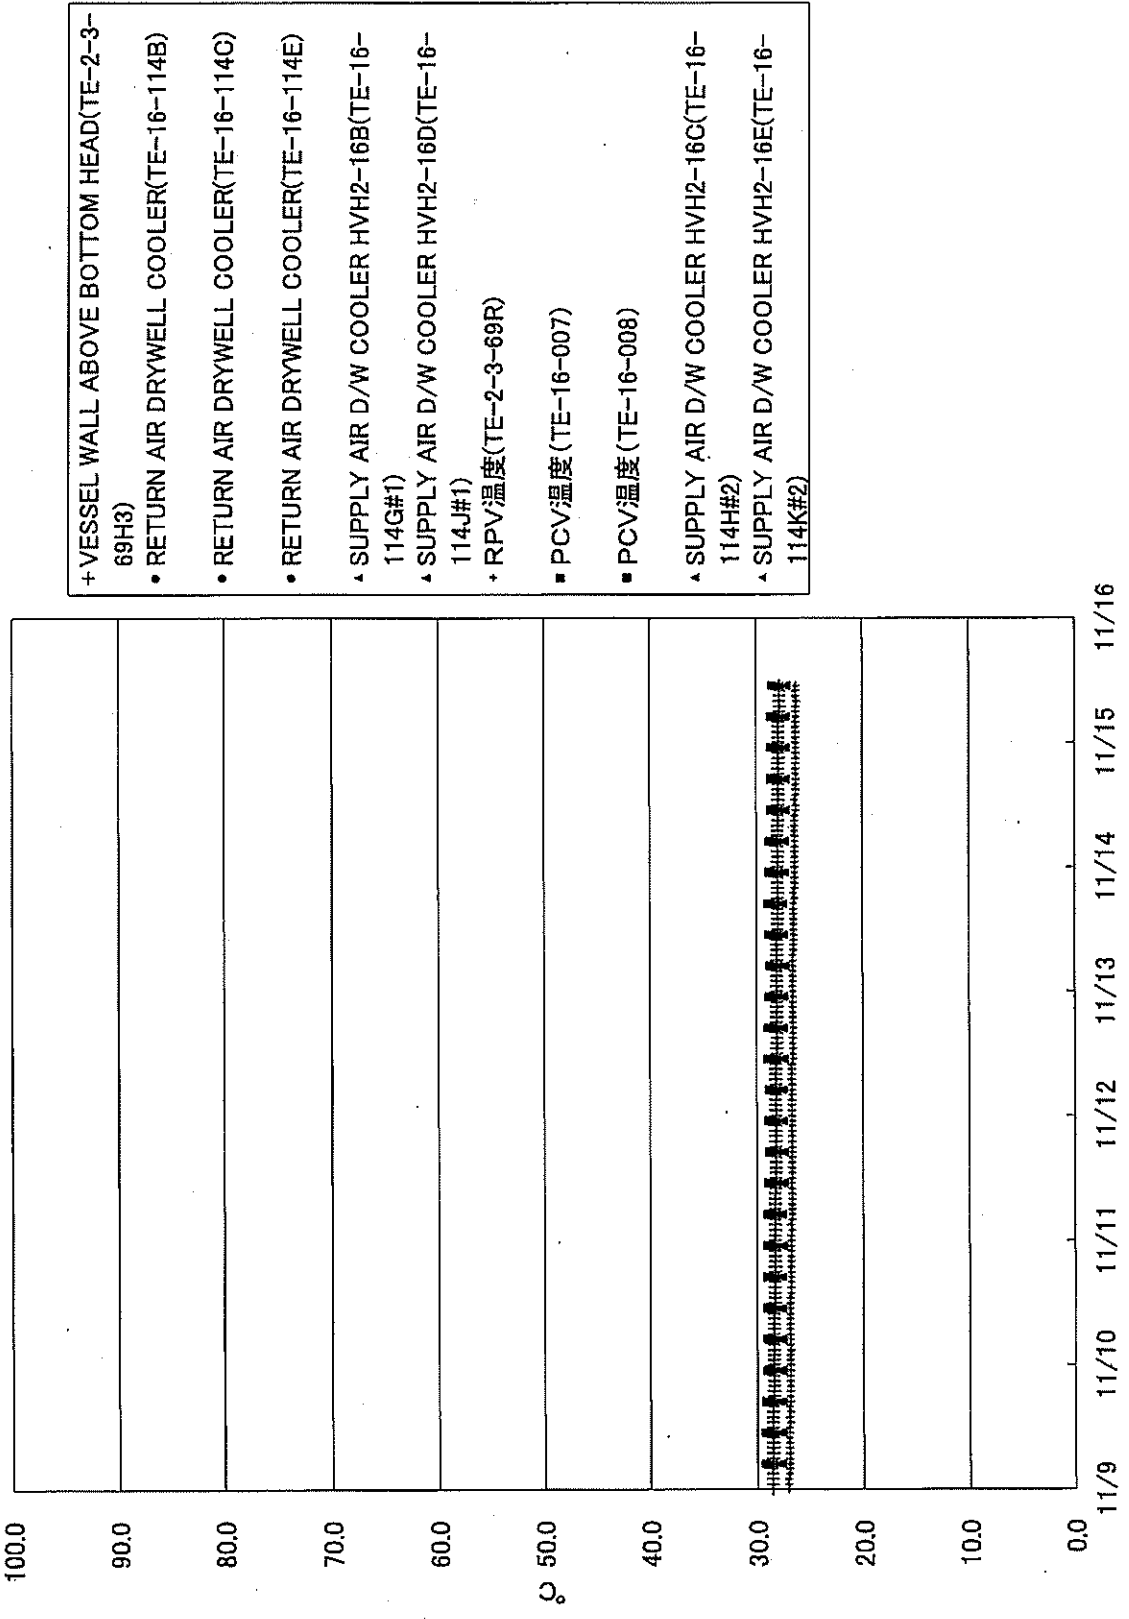 100.0
90.0
80.0
70.0
60.0
50.0
40.0
30.0
20.0
10.0
0.0
℃
11/9
11/10
11/11
11/12
11/13
11/14
11/15
11/16
+ VESSEL WALL ABOVE BOTTOM HEAD(TE-2-3-
69H3)
● RETURN AIR DRYWELL COOLER(TE-16-114B)
● RETURN AIR DRYWELL COOLER(TE-16-114C)
● RETURN AIR DRYWELL COOLER(TE-16-114E)
▲ SUPPLY AIR D/W COOLER HVH2-16B(TE-16-
114G#1)
▲ SUPPLY AIR D/W COOLER HVH2-16D(TE-16-
114J#1)
+ RPV温度(TE-2-3-69R)
■ PCV温度(TE-16-007)
■ PCV温度(TE-16-008)
▲ SUPPLY AIR D/W COOLER HVH2-16C(TE-16-
114H#2)
▲ SUPPLY AIR D/W COOLER HVH2-16E(TE-16-
114K#2)